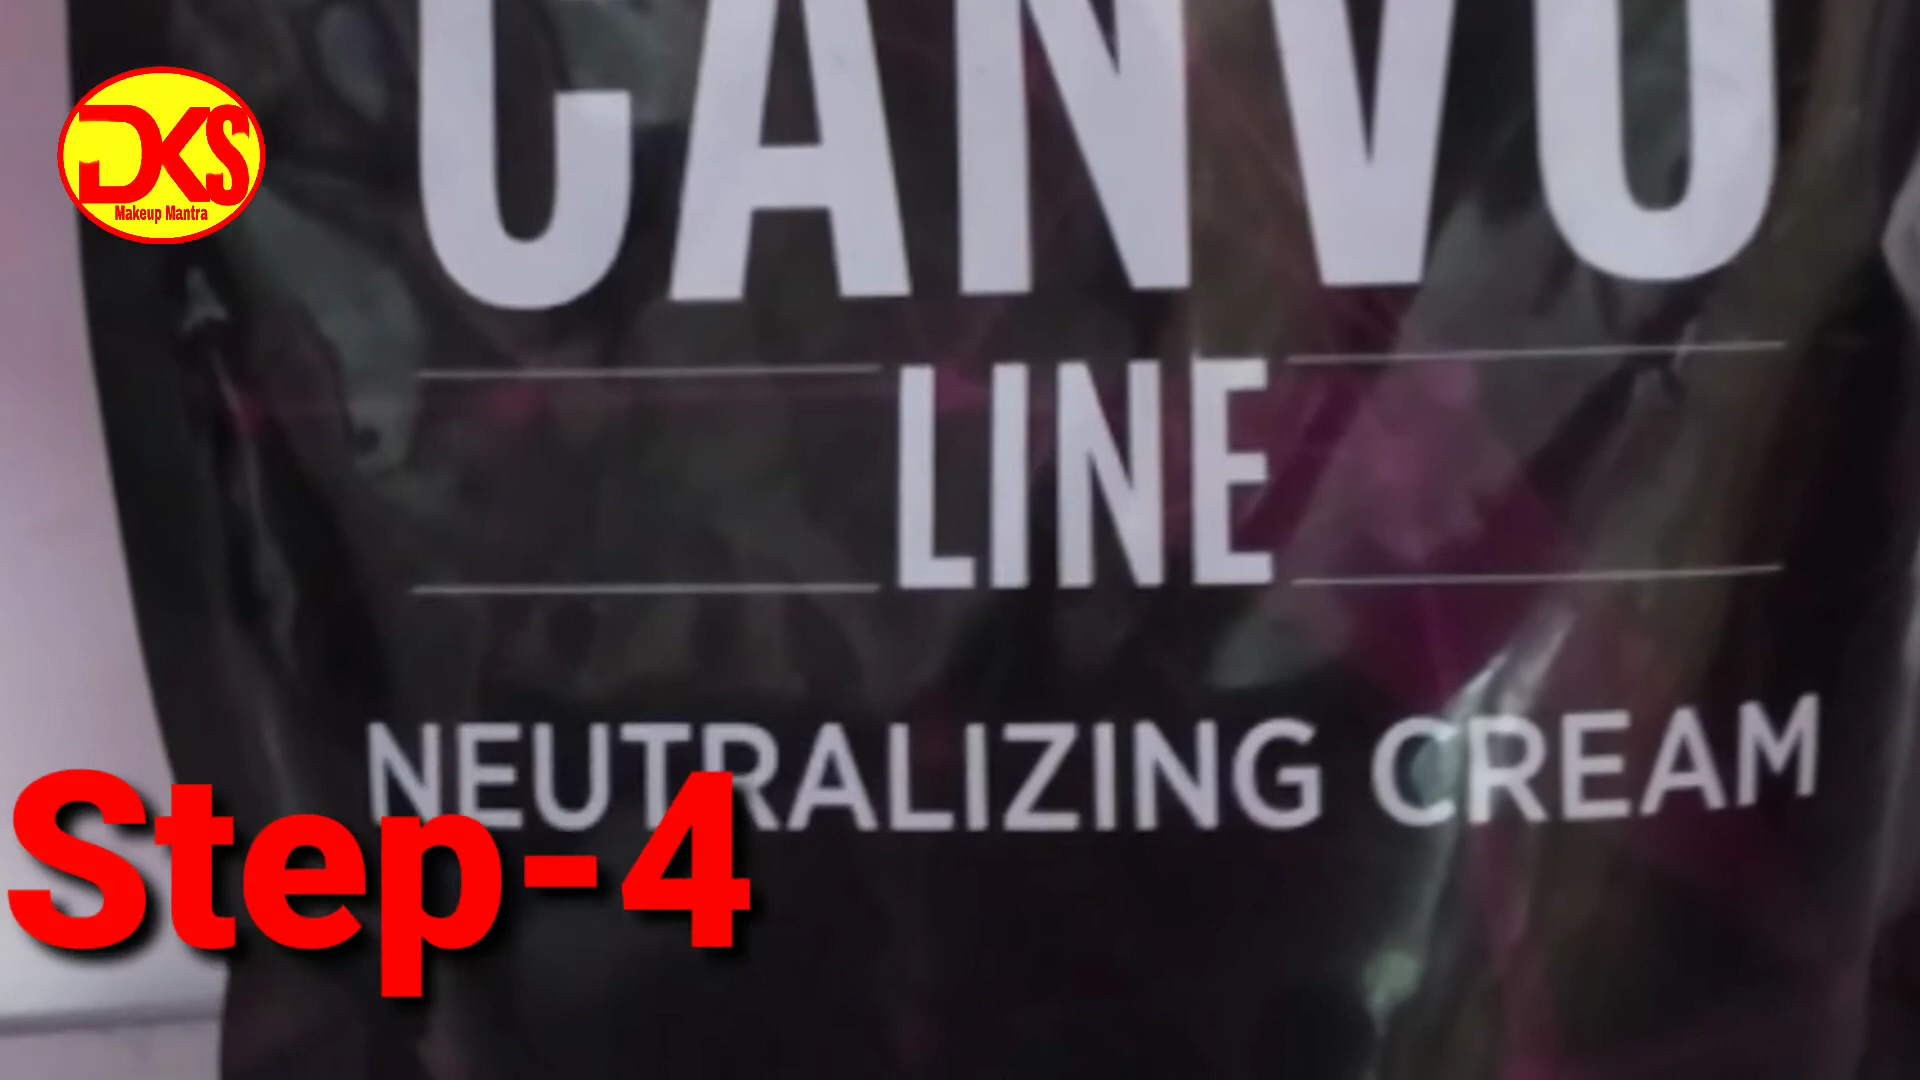 CANVO
LINE
NEUTRALIZING CREAM
DKS
Makeup Mantra
Step-4